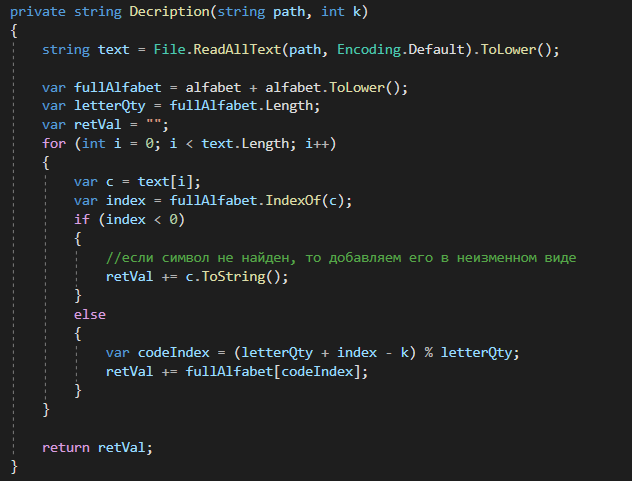 private string Decription(string path, int k)
{
string text = File.ReadAllText(path, Encoding.Default).ToLower();
var fullAlfabet = alfabet + alfabet.ToLower();
var letterQty = fullAlfabet.Length;
var retVal = "";
for (int i = 0; i < text.Length; i++)
{
var c = text[i];
var index = fullAlfabet.IndexOf(c);
if (index < 0)
{
//если символ не найден, то добавляем его в неизменном виде
retVal += c.ToString();
}
else
{
var codeIndex = (letterQty + index - k) % letterQty;
retVal += fullAlfabet[codeIndex];
}
}
return retVal;
}